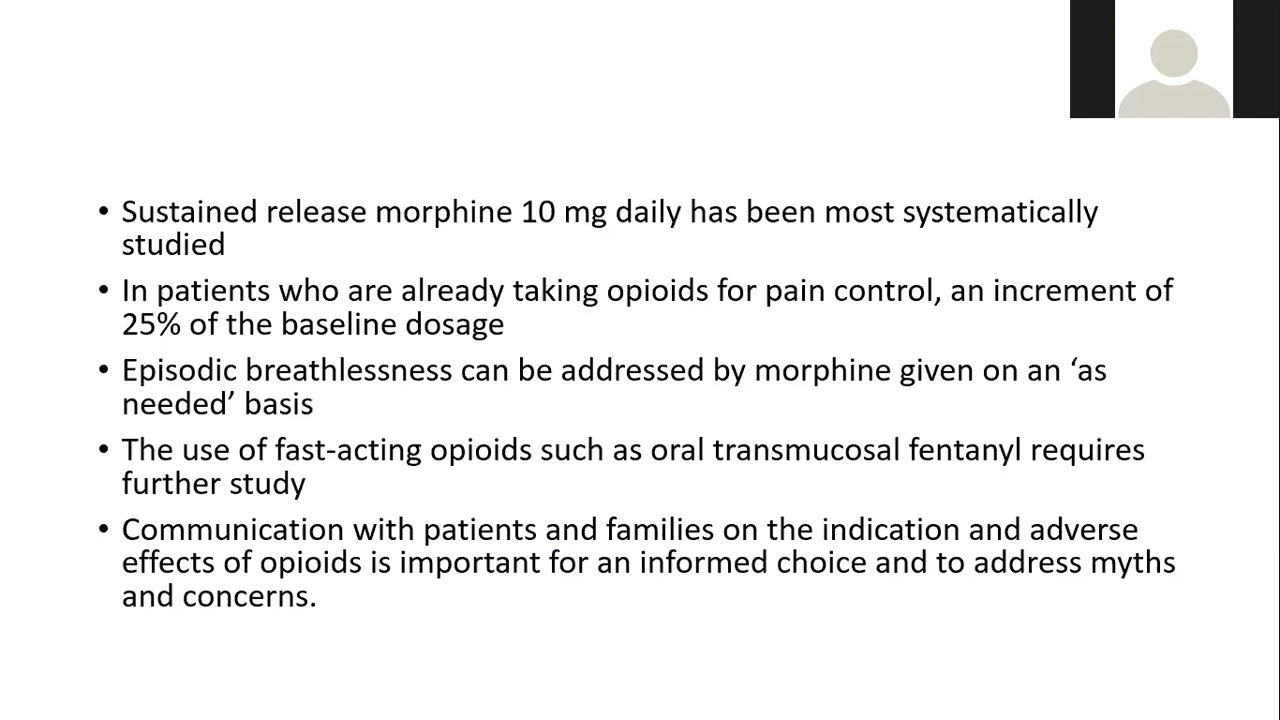 • Sustained release morphine 10 mg daily has been most systematically
studied
• In patients who are already taking opioids for pain control, an increment of
25% of the baseline dosage
• Episodic breathlessness can be addressed by morphine given on an ‘as
needed’ basis
• The use of fast-acting opioids such as oral transmucosal fentanyl requires
further study
• Communication with patients and families on the indication and adverse
effects of opioids is important for an informed choice and to address myths
and concerns.